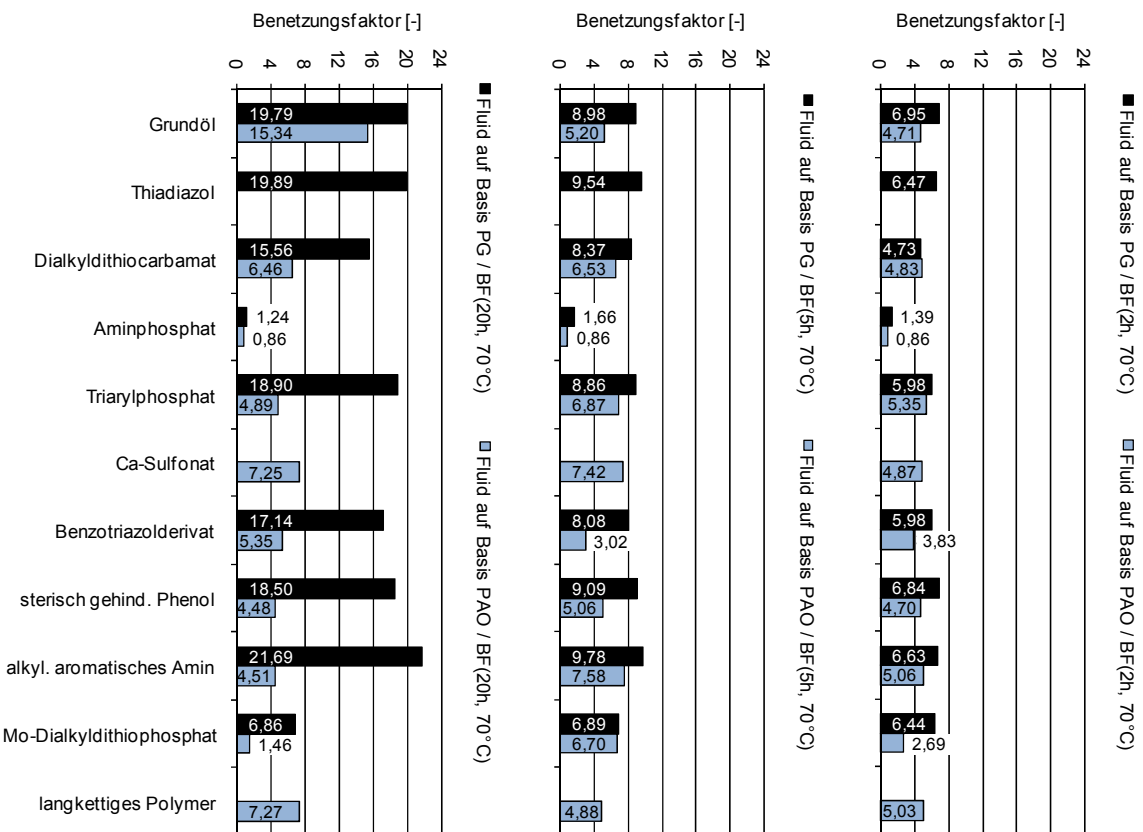 Benetzungsfaktor [-]
Benetzungsfaktor [-]
Benetzungsfaktor [-]
0 4 8 12 16 20 24
0 4 8 12 16 20 24
0 4 8 12 16 20 24
Fluid auf Basis PG / BF(20h, 70°C)
Fluid auf Basis PAO / BF(20h, 70°C)
Fluid auf Basis PG / BF(5h, 70°C)
Fluid auf Basis PAO / BF(5h, 70°C)
Fluid auf Basis PG / BF(2h, 70°C)
Fluid auf Basis PAO / BF(2h, 70°C)
Grundöl 19,79 8,98 6,95
15,34 5,20 4,71
Thiadiazol 19,89 9,54 6,47
Dialkyldithiocarbamat 15,56 8,37 4,73
6,46 6,53 4,83
Aminphosphat 1,24 1,66 1,39
0,86 0,86 0,86
Triarylphosphat 18,90 8,86 5,98
4,89 6,87 5,35
Ca-Sulfonat 7,25 7,42 4,87
Benzotriazolderivat 17,14 8,08 5,98
5,35 3,02 3,83
sterisch gehind. Phenol 18,50 9,09 6,84
4,48 5,06 4,70
alkyl. aromatisches Amin 21,69 9,78 6,63
4,51 7,58 5,06
Mo-Dialkyldithiophosphat 6,86 6,89 6,44
1,46 6,70 2,69
langkettiges Polymer 7,27 4,88 5,03